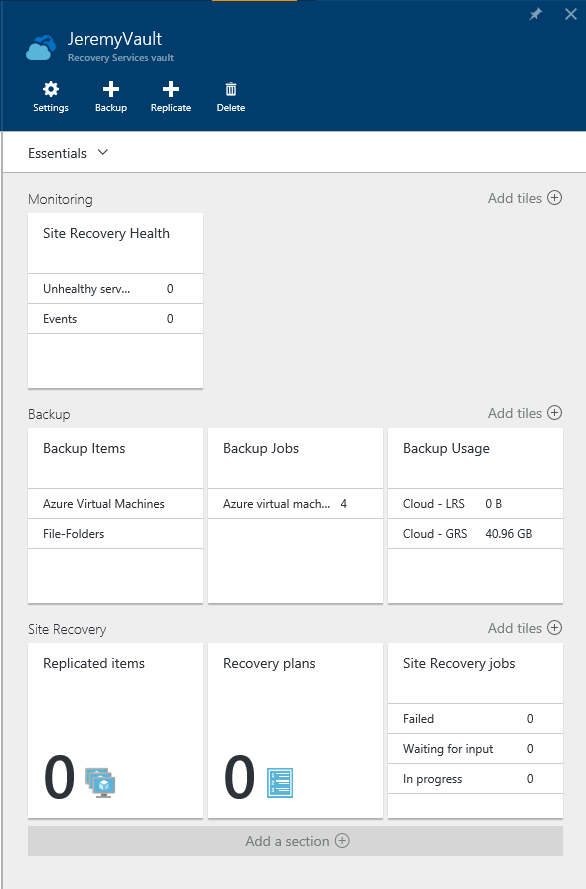 JeremyVault
Recovery Services vault
Settings Backup Replicate Delete
Essentials
Monitoring Add tiles
Site Recovery Health
Unhealthy serv... 0
Events 0
Backup Add tiles
Backup Items Backup Jobs Backup Usage
Azure Virtual Machines Azure virtual mach... 4 Cloud - LRS 0 B
File-Folders Cloud - GRS 40.96 GB
Site Recovery Add tiles
Replicated items Recovery plans Site Recovery jobs
Failed 0
Waiting for input 0
In progress 0
0 0
Add a section